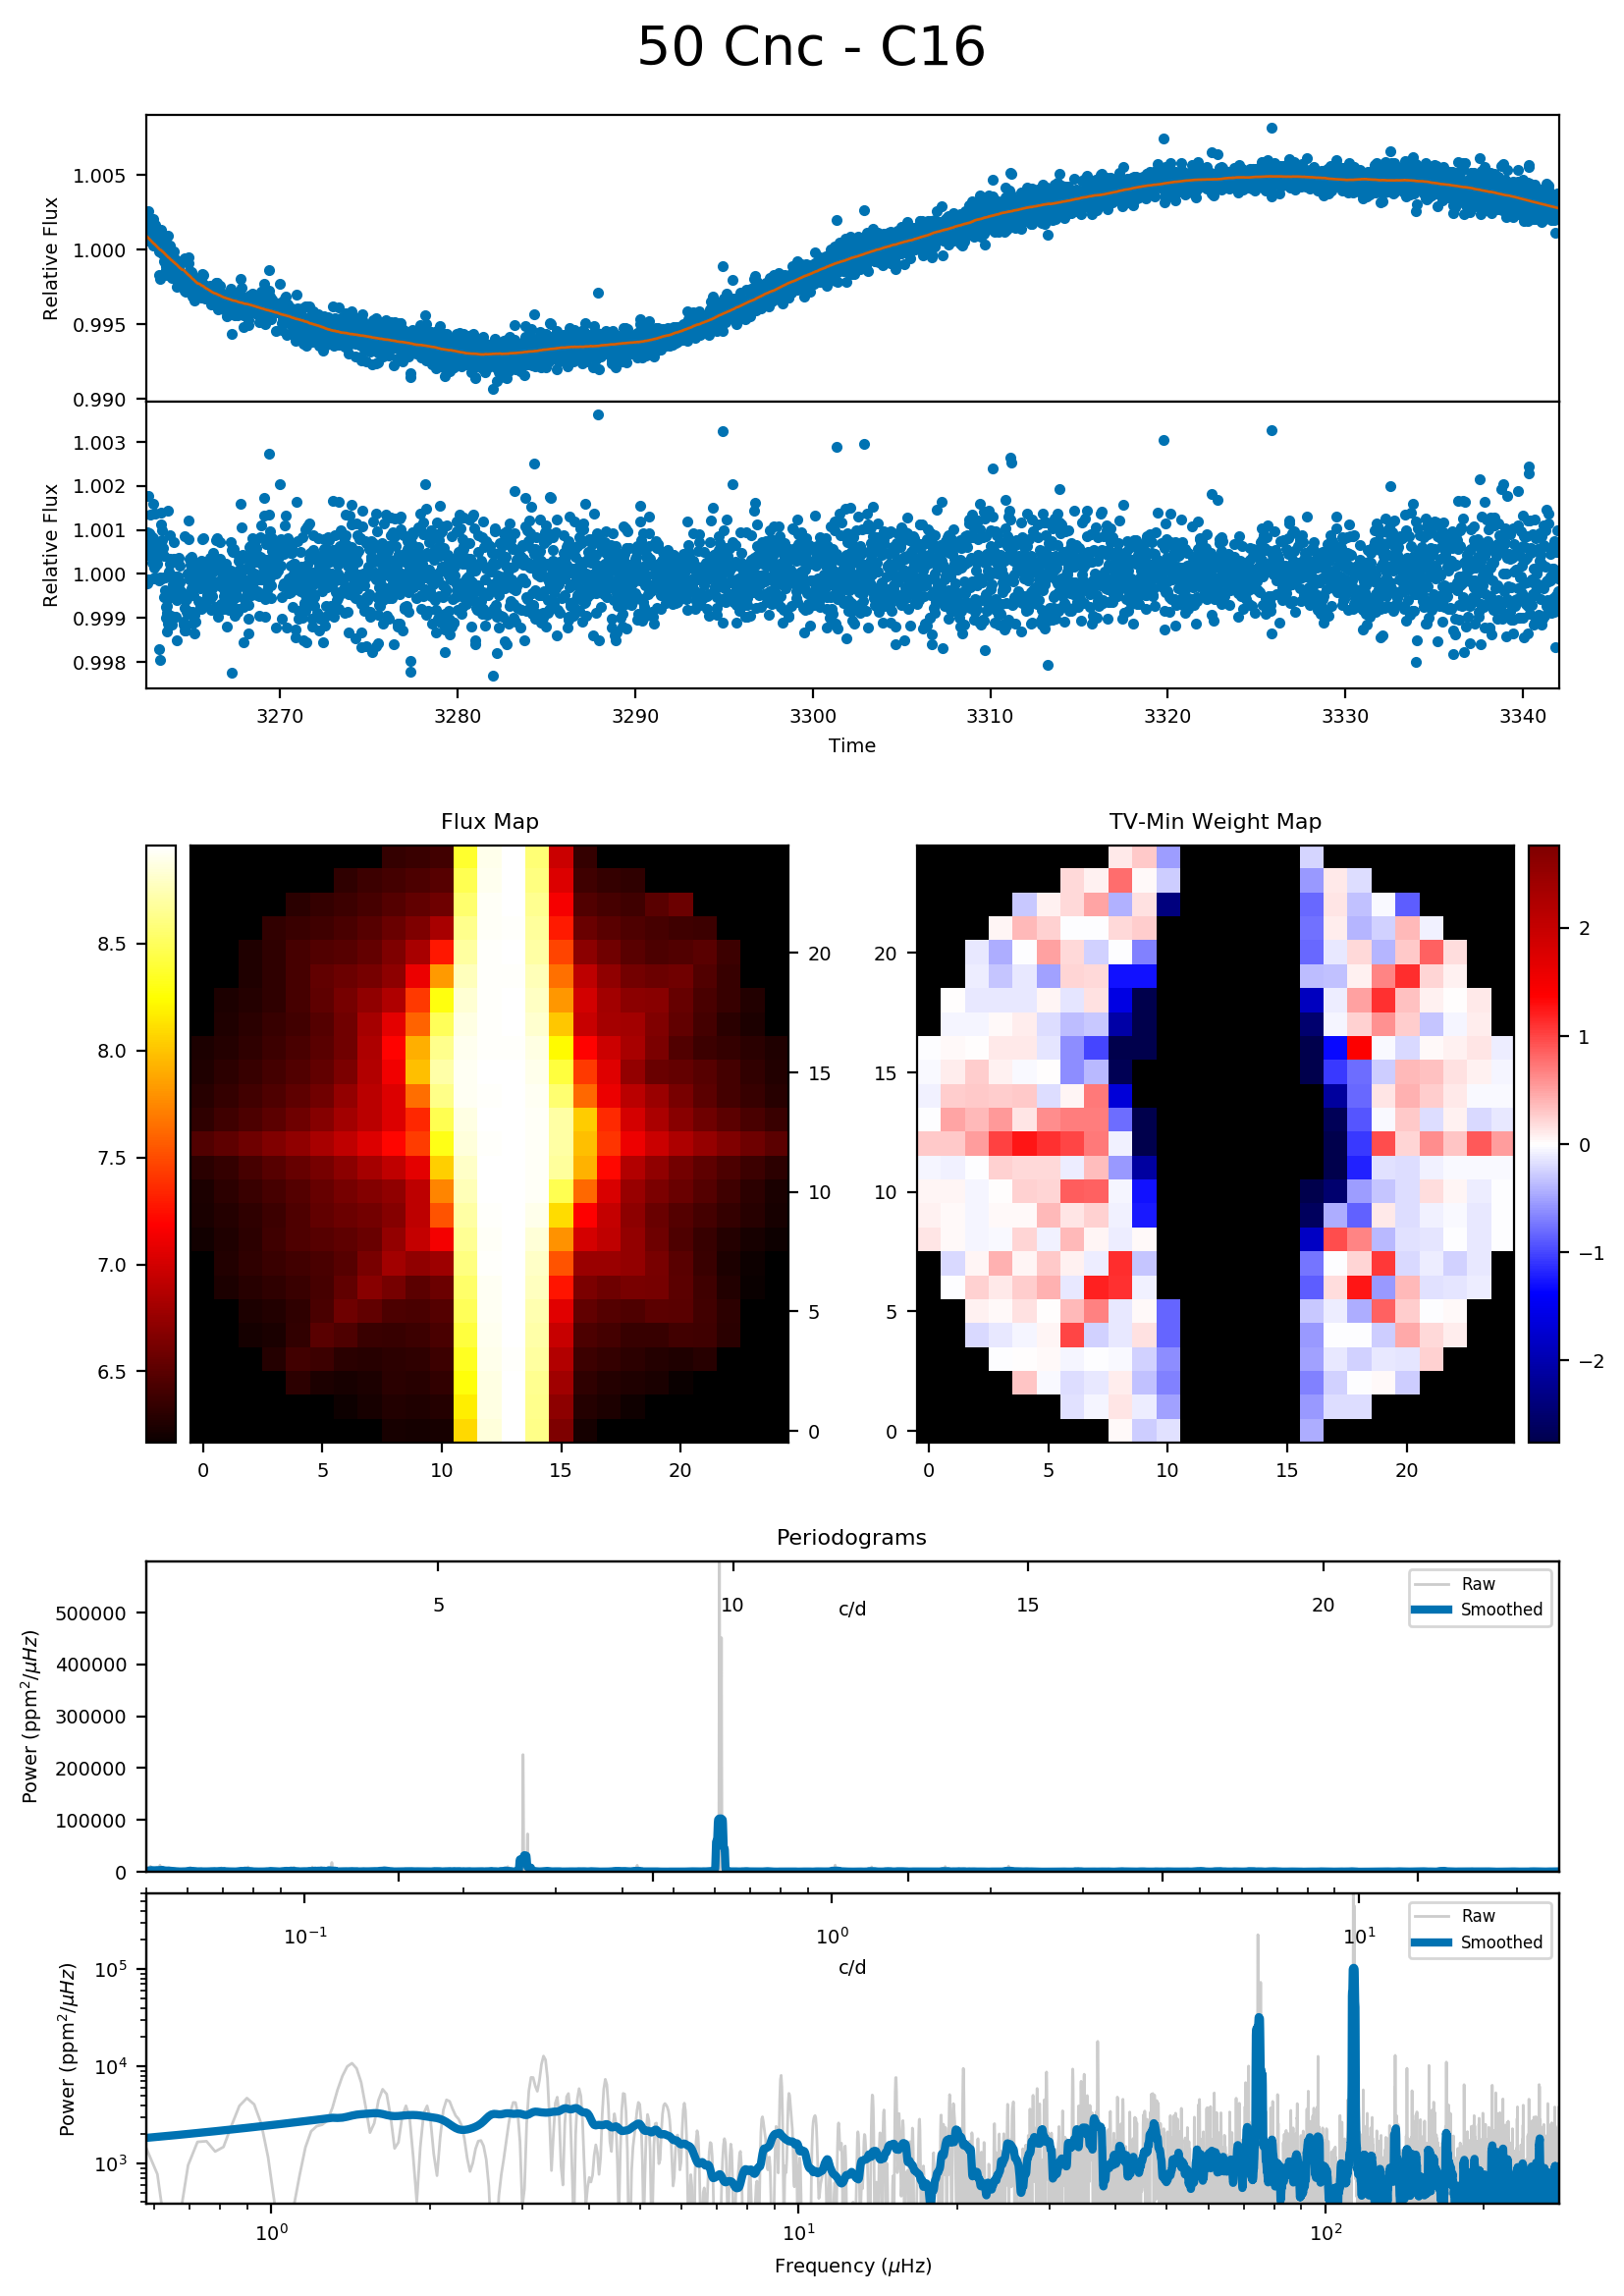 50 Cnc - C16
Relative Flux
1.005
1.000
0.995
0.990
Relative Flux
1.003
1.002
1.001
1.000
0.999
0.998
3270 3280 3290 3300 3310 3320 3330 3340
Time
Flux Map
8.5
8.0
7.5
7.0
6.5
20
15
10
5
0
0 5 10 15 20
TV-Min Weight Map
20
15
10
5
0
0 5 10 15 20
2
1
0
−1
−2
Periodograms
Power (ppm²/μHz)
500000
400000
300000
200000
100000
0
5 10 15 20
c/d
Raw
Smoothed
Power (ppm²/μHz)
10⁵
10⁴
10³
10⁻¹ 10⁰ 10¹
c/d
Raw
Smoothed
10⁰ 10¹ 10²
Frequency (μHz)